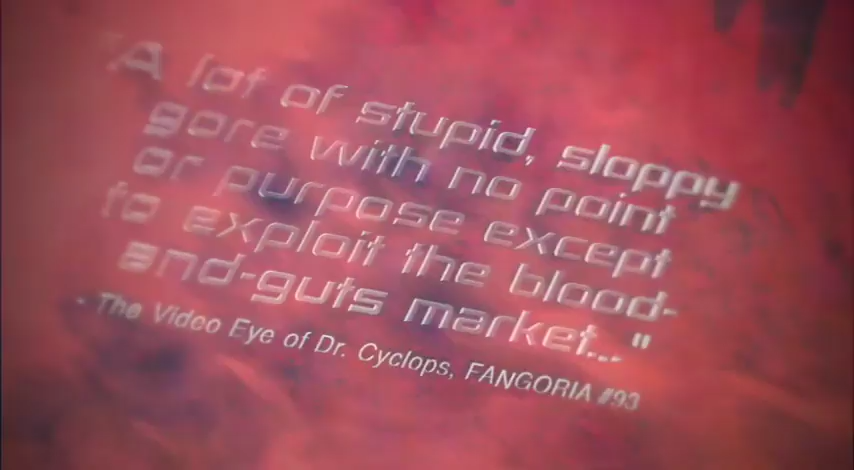 "A lot of stupid, sloppy
gore with no point
or purpose except
to exploit the blood-
and-guts market..."
- The Video Eye of Dr. Cyclops, FANGORIA #93